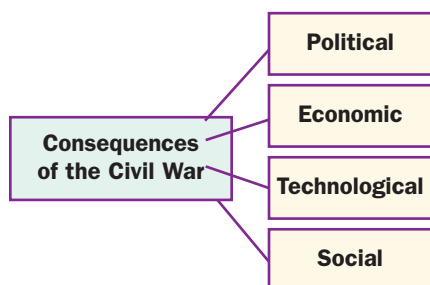 Consequences
of the Civil War
Political
Economic
Technological
Social